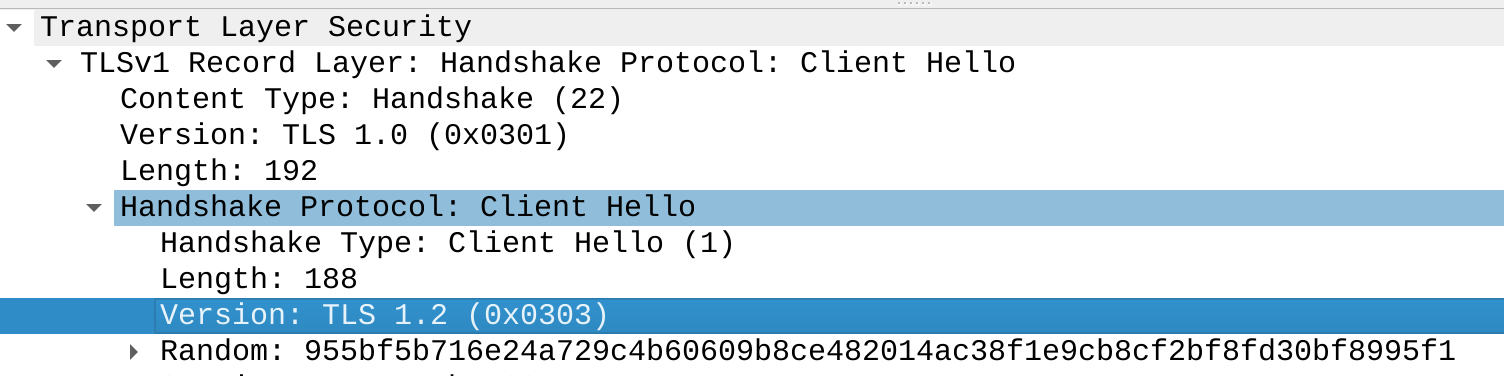 Transport Layer Security
TLSv1 Record Layer: Handshake Protocol: Client Hello
Content Type: Handshake (22)
Version: TLS 1.0 (0x0301)
Length: 192
Handshake Protocol: Client Hello
Handshake Type: Client Hello (1)
Length: 188
Version: TLS 1.2 (0x0303)
Random: 955bf5b716e24a729c4b60609b8ce482014ac38f1e9cb8cf2bf8fd30bf8995f1